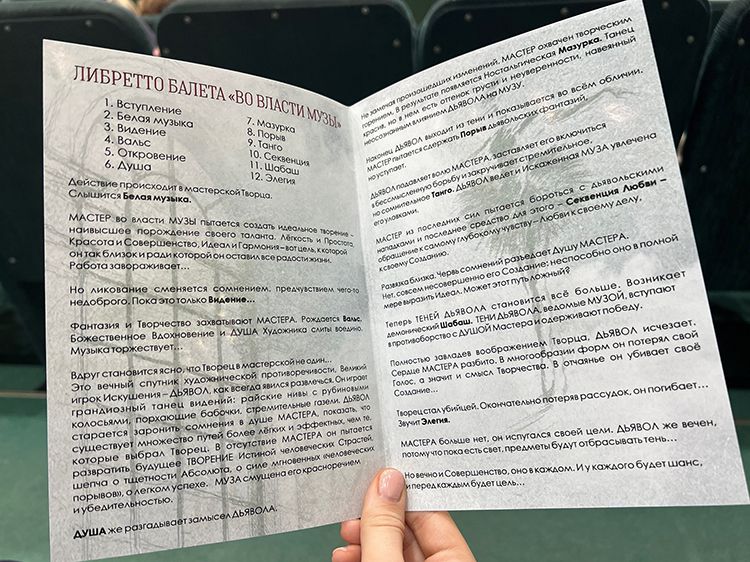 ЛИБРЕТТО БАЛЕТА «ВО ВЛАСТИ МУЗЫ»
1. Вступление
2. Белая музыка
3. Видение
4. Вальс
5. Откровение
6. Душа
7. Мазурка
8. Порыв
9. Танго
10. Секвенция
11. Шабаш
12. Элегия
Действие происходит в мастерской Творца.
Слышится Белая музыка.
МАСТЕР во власти МУЗЫ пытается создать идеальное творение –
наивысшее порождение своего таланта. Лёгкость и Простота,
Красота и Совершенство, Идеал и Гармония – вот цель, к которой
он так близок и ради которой он оставил все радости жизни.
Работа завораживает...
Но ликование сменяется сомнением, предчувствием чего-то
недоброго. Пока это только Видение...
Фантазия и Творчество захватывают МАСТЕРА. Рождается Вальс.
Божественное Вдохновение и ДУША Художника слиты воедино.
Музыка торжествует...
Вдруг становится ясно, что Творец в мастерской не один...
Это вечный спутник художнической противоречивости. Великий
игрок Искушения – ДЬЯВОЛ, как всегда явился развлечься. Он играет
грандиозный танец видений: райские нивы с рубиновыми
колосьями, порхающие бабочки, стремительные газели. ДЬЯВОЛ
старается заронить сомнения в душе МАСТЕРА, показать, что
существует множество путей более лёгких и эффектных, чем те,
которые выбрал Творец. В отсутствие МАСТЕРА он пытается
развратить будущее ТВОРЕНИЕ Истиной человеческих Страстей,
шепча о тщетности Абсолюта, о силе мгновенных «человеческих
порывов», о легком успехе. МУЗА смущена его красноречием
и убедительностью.
ДУША же разгадывает замысел ДЬЯВОЛА.
Не замечая произошедших изменений, МАСТЕР охвачен творческим
горением. В результате появляется Ностальгическая Мазурка. Танец
красив, но в нем есть оттенок грусти и неуверенности, навеянный
неосознанным влиянием ДЬЯВОЛА на МУЗУ.
Наконец ДЬЯВОЛ выходит из тени и показывается во всём обличии.
МАСТЕР пытается сдержать Порыв дьявольских фантазий,
но уступает.
ДЬЯВОЛ подавляет волю МАСТЕРА, заставляет его включиться
в бессмысленную борьбу и закручивает стремительное,
но сомнительное Танго. ДЬЯВОЛ ведет и Искаженная МУЗА увлечена
его уловками.
МАСТЕР из последних сил пытается бороться с дьявольскими
нападками и последнее средство для этого – Секвенция Любви –
обращение к самому глубокому чувству – Любви к своему делу,
к своему Созданию.
Развязка близка. Червь сомнений разъедает Душу МАСТЕРА.
Нет, совсем несовершенно его Создание: неспособно оно в полной
мере выразить Идеал. Может этот путь ложный?
Теперь ТЕНЕЙ ДЬЯВОЛА становится всё больше. Возникает
демонический Шабаш. ТЕНИ ДЬЯВОЛА, ведомые МУЗОЙ, вступают
в противоборство с ДУШОЙ Мастера и одерживают победу.
Полностью завладев воображением Творца, ДЬЯВОЛ исчезает.
Сердце МАСТЕРА разбито. В многообразии форм он потерял свой
Голос, а значит и смысл Творчества. В отчаянье он убивает своё
Создание...
Творец стал убийцей. Окончательно потеряв рассудок, он погибает...
Звучит Элегия.
МАСТЕРА больше нет, он испугался своей цели. ДЬЯВОЛ же вечен,
потому что пока есть свет, предметы будут отбрасывать тень...
Но вечно и Совершенство, оно в каждом. И у каждого будет шанс,
и перед каждым будет цель...